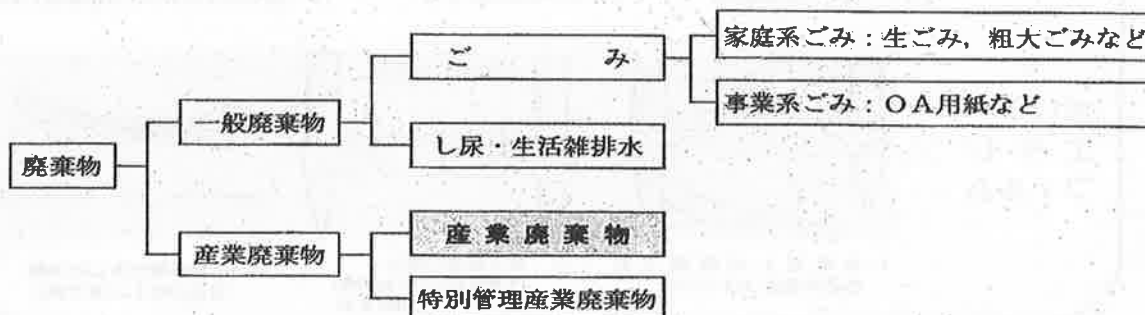 家庭系ごみ：生ごみ，粗大ごみなど
ごみ
事業系ごみ：ＯＡ用紙など
一般廃棄物
し尿・生活雑排水
廃棄物
産業廃棄物
産業廃棄物
特別管理産業廃棄物